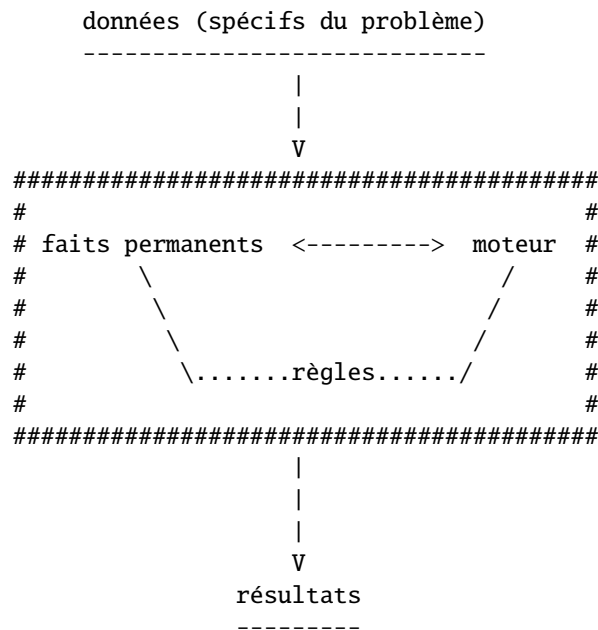 données (spécifs du problème)
-----------------------------
|
|
V
##########################################
# #
# faits permanents <---------> moteur #
# \ / #
# \ / #
# \ / #
# \.......règles....../ #
# #
##########################################
|
|
|
V
résultats
---------